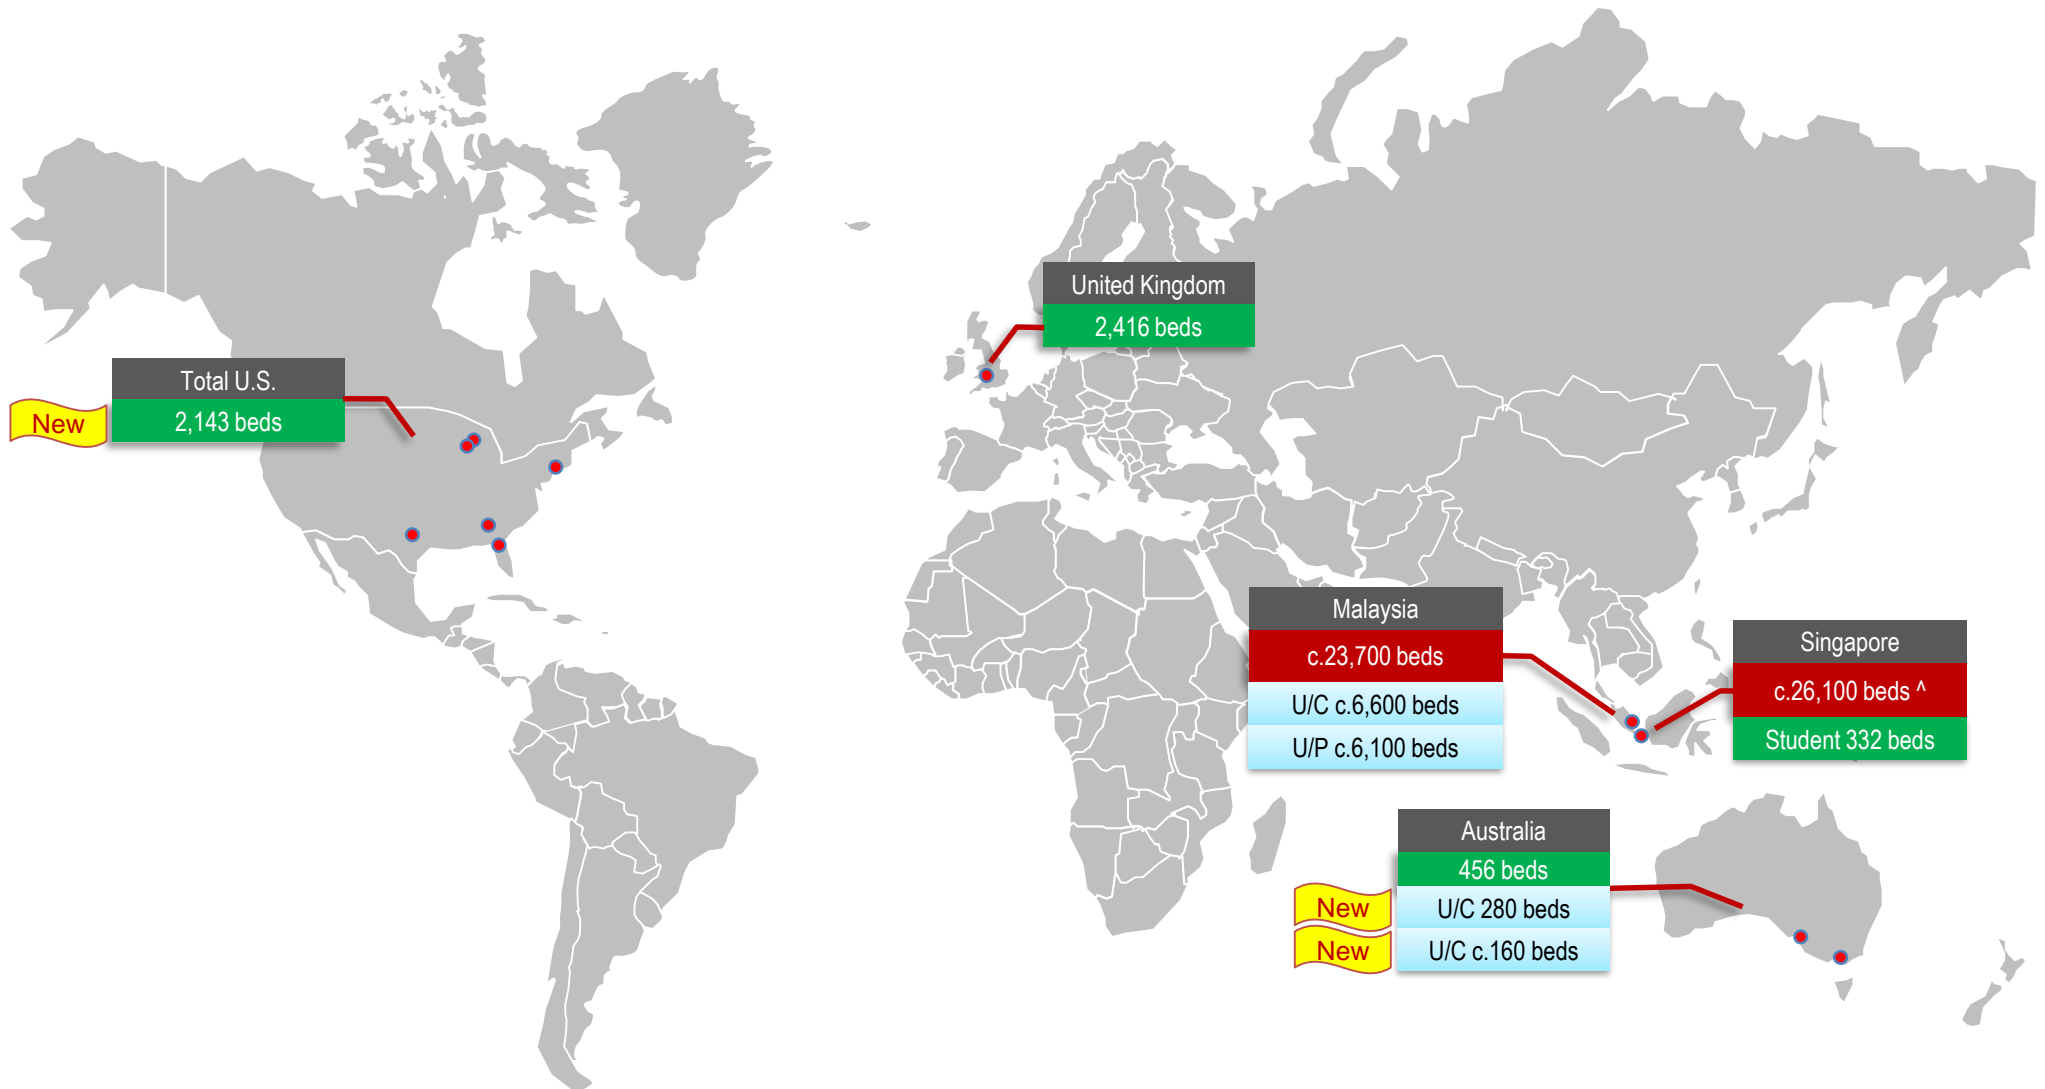 United Kingdom
2,416 beds
Total U.S.
New
2,143 beds
Malaysia
c.23,700 beds
U/C c.6,600 beds
U/P c.6,100 beds
Singapore
c.26,100 beds ^
Student 332 beds
Australia
456 beds
New
U/C 280 beds
New
U/C c.160 beds